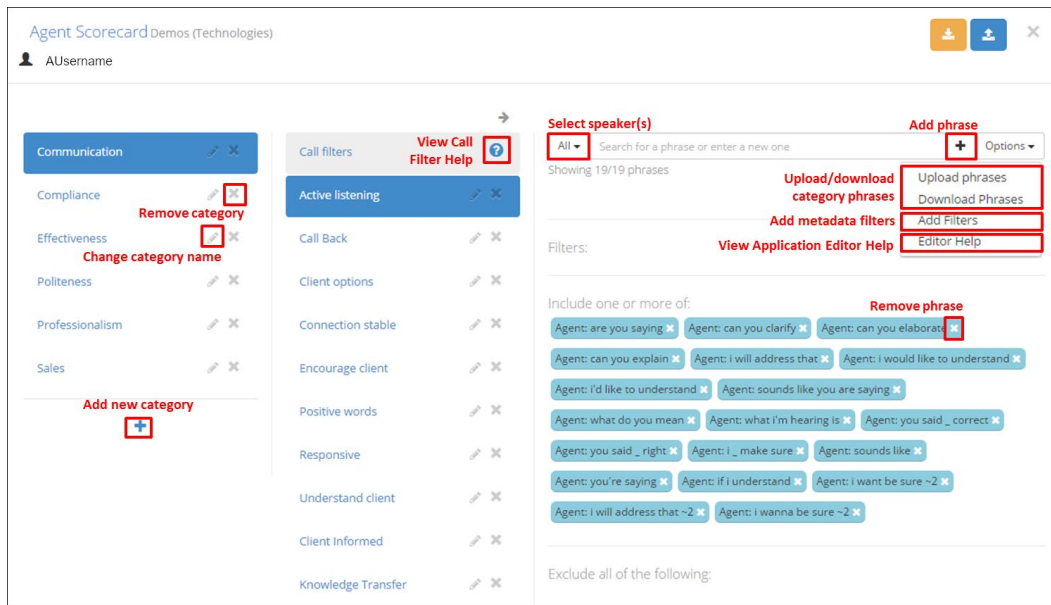 Agent Scorecard Demos (Technologies)
AUsername
Communication
Compliance
Remove category
Effectiveness
Change category name
Politeness
Professionalism
Sales
Add new category
Call filters
View Call
Filter Help
Active listening
Call Back
Client options
Connection stable
Encourage client
Positive words
Responsive
Understand client
Client Informed
Knowledge Transfer
Select speaker(s)
Add phrase
All Search for a phrase or enter a new one + Options
Showing 19/19 phrases
Upload/download
category phrases
Upload phrases
Download Phrases
Add metadata filters
Add Filters
View Application Editor Help
Editor Help
Filters:
Include one or more of:
Remove phrase
Agent: are you saying Agent: can you clarify Agent: can you elaborate
Agent: can you explain Agent: i will address that Agent: i would like to understand
Agent: i'd like to understand Agent: sounds like you are saying
Agent: what do you mean Agent: what i'm hearing is Agent: you said _ correct
Agent: you said _ right Agent: i _ make sure Agent: sounds like
Agent: you're saying Agent: if i understand Agent: i want be sure ~2
Agent: i will address that ~2 Agent: i wanna be sure ~2
Exclude all of the following: